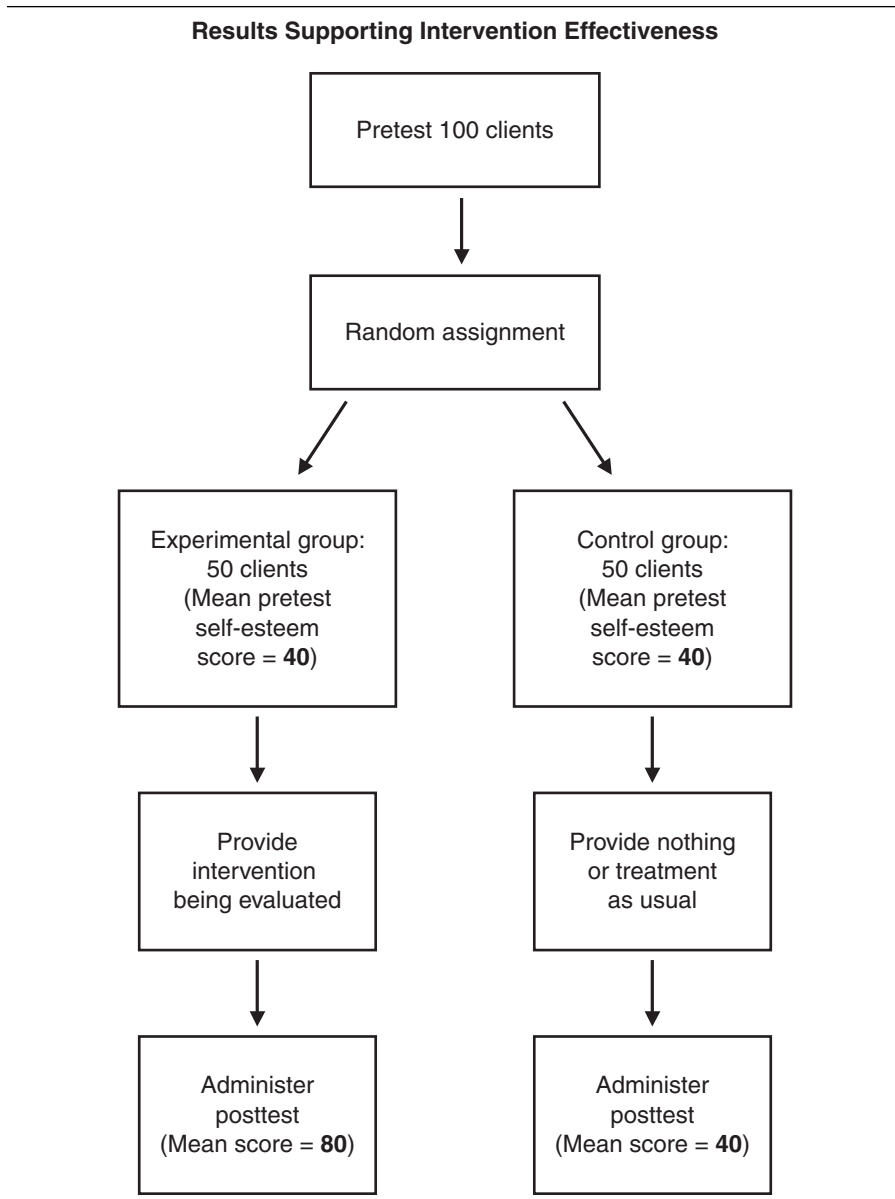 Results Supporting Intervention Effectiveness
Pretest 100 clients
Random assignment
Experimental group:
50 clients
(Mean pretest
self-esteem
score = 40)
Control group:
50 clients
(Mean pretest
self-esteem
score = 40)
Provide
intervention
being evaluated
Provide nothing
or treatment
as usual
Administer
posttest
(Mean score = 80)
Administer
posttest
(Mean score = 40)